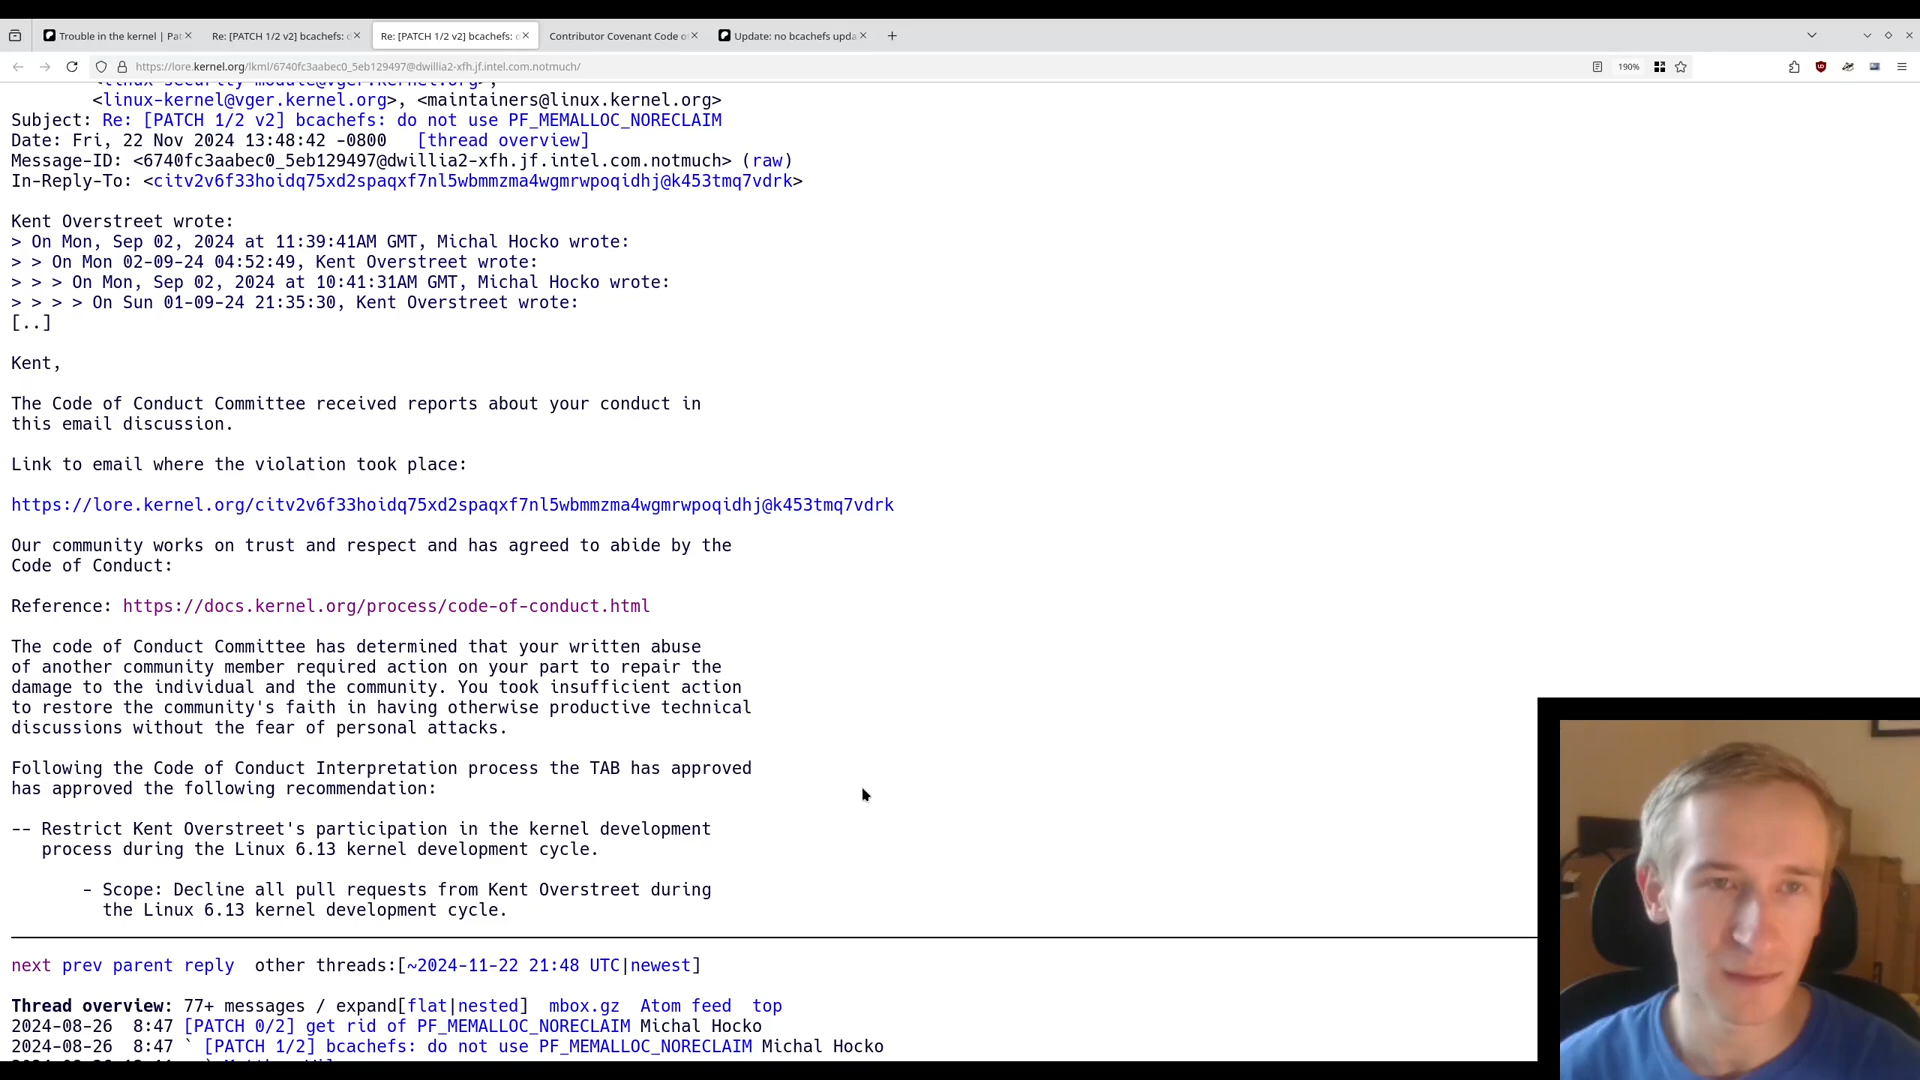 Trouble in the kernel | Pat
Re: [PATCH 1/2 v2] bcachefs: d
Re: [PATCH 1/2 v2] bcachefs: d
Contributor Covenant Code o
Update: no bcachefs upda
https://lore.kernel.org/lkml/6740fc3aabec0_5eb129497@dwillia2-xfh.jf.intel.com.notmuch/
190%
<linux-security-module@vger.kernel.org>,
<linux-kernel@vger.kernel.org>, <maintainers@linux.kernel.org>
Subject: Re: [PATCH 1/2 v2] bcachefs: do not use PF_MEMALLOC_NORECLAIM
Date: Fri, 22 Nov 2024 13:48:42 -0800 [thread overview]
Message-ID: <6740fc3aabec0_5eb129497@dwillia2-xfh.jf.intel.com.notmuch> (raw)
In-Reply-To: <citv2v6f33hoidq75xd2spaqxf7nl5wbmmzma4wgmrwpoqidhj@k453tmq7vdrk>
Kent Overstreet wrote:
> On Mon, Sep 02, 2024 at 11:39:41AM GMT, Michal Hocko wrote:
> > On Mon 02-09-24 04:52:49, Kent Overstreet wrote:
> > > On Mon, Sep 02, 2024 at 10:41:31AM GMT, Michal Hocko wrote:
> > > > On Sun 01-09-24 21:35:30, Kent Overstreet wrote:
[..]
Kent,
The Code of Conduct Committee received reports about your conduct in
this email discussion.
Link to email where the violation took place:
https://lore.kernel.org/citv2v6f33hoidq75xd2spaqxf7nl5wbmmzma4wgmrwpoqidhj@k453tmq7vdrk
Our community works on trust and respect and has agreed to abide by the
Code of Conduct:
Reference: https://docs.kernel.org/process/code-of-conduct.html
The code of Conduct Committee has determined that your written abuse
of another community member required action on your part to repair the
damage to the individual and the community. You took insufficient action
to restore the community's faith in having otherwise productive technical
discussions without the fear of personal attacks.
Following the Code of Conduct Interpretation process the TAB has approved
has approved the following recommendation:
-- Restrict Kent Overstreet's participation in the kernel development
process during the Linux 6.13 kernel development cycle.
- Scope: Decline all pull requests from Kent Overstreet during
the Linux 6.13 kernel development cycle.
next prev parent reply other threads:[~2024-11-22 21:48 UTC|newest]
Thread overview: 77+ messages / expand[flat|nested] mbox.gz Atom feed top
2024-08-26 8:47 [PATCH 0/2] get rid of PF_MEMALLOC_NORECLAIM Michal Hocko
2024-08-26 8:47 ` [PATCH 1/2] bcachefs: do not use PF_MEMALLOC_NORECLAIM Michal Hocko